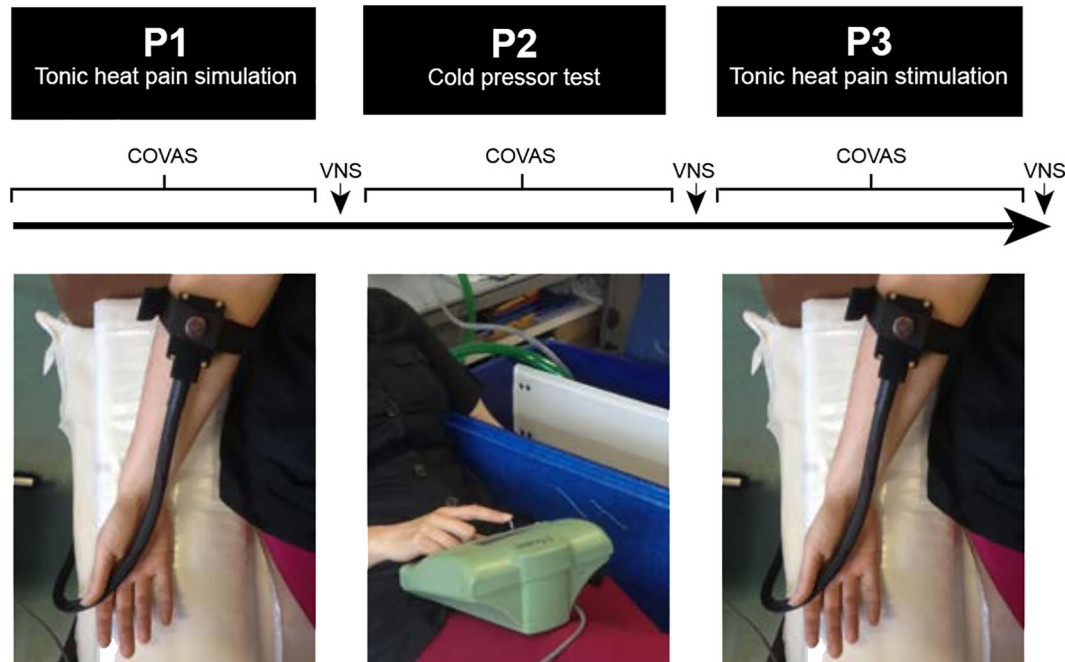 P1
Tonic heat pain simulation
P2
Cold pressor test
P3
Tonic heat pain stimulation
COVAS
VNS
COVAS
VNS
COVAS
VNS